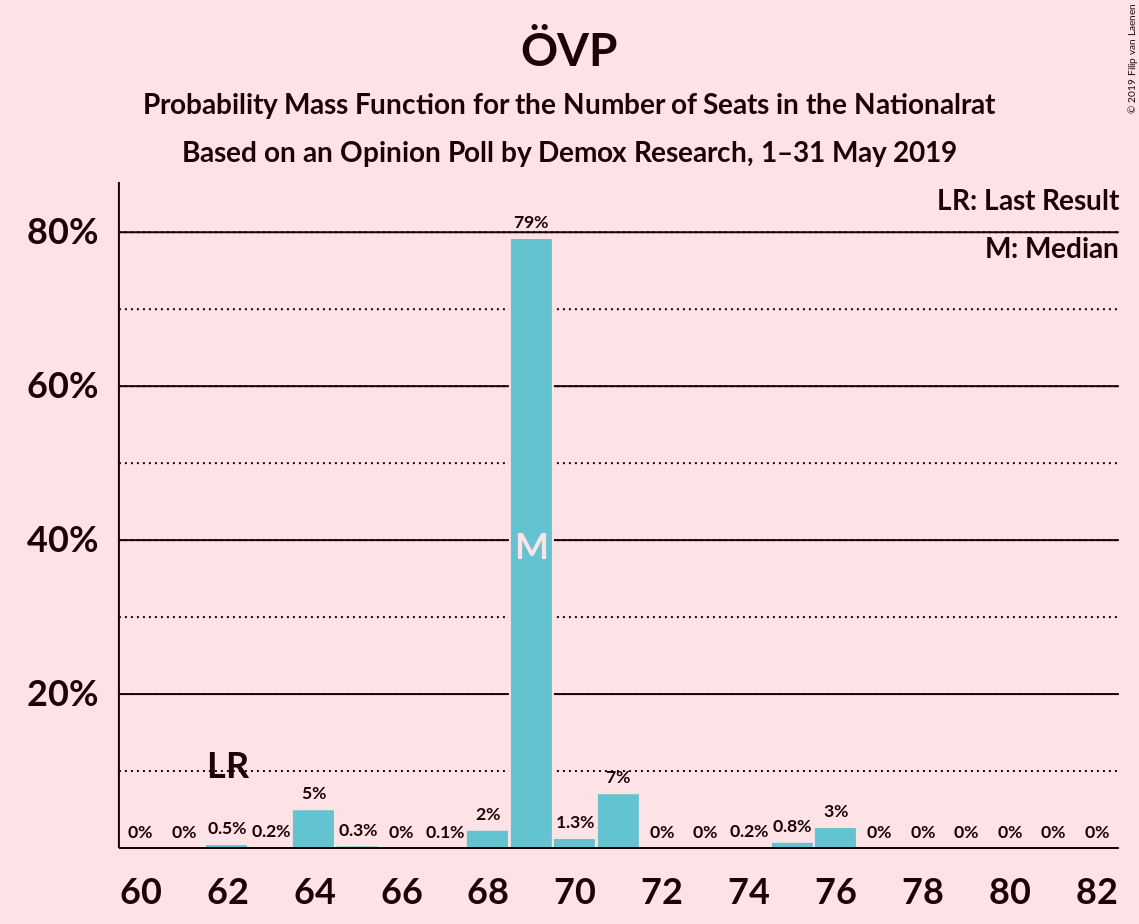 ÖVP
Probability Mass Function for the Number of Seats in the Nationalrat
Based on an Opinion Poll by Demox Research, 1–31 May 2019
© 2019 Filip van Laenen
LR: Last Result
M: Median
80%
60%
40%
20%
79%
M
LR
0% 0% 0.5% 0.2% 5% 0.3% 0% 0.1% 2% 1.3% 7% 0% 0% 0.2% 0.8% 3% 0% 0% 0% 0% 0% 0%
60 62 64 66 68 70 72 74 76 78 80 82